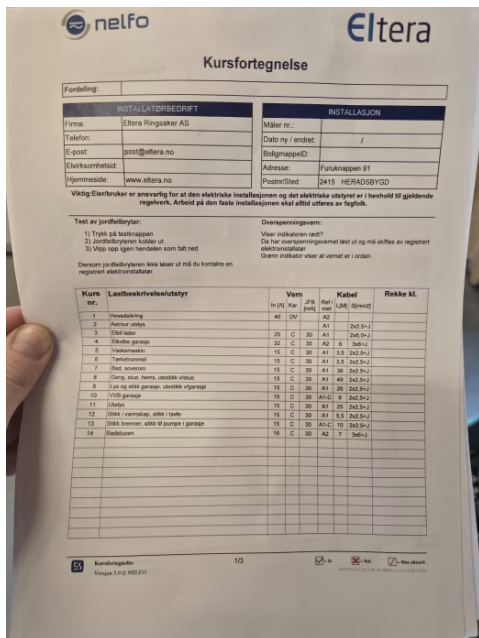 nelfo
Eltera
Kursfortegnelse
Fordeling:
INSTALLATØRBEDRIFT
Firma: Eltera Ringsaker AS
Telefon:
E-post: post@eltera.no
Elvirksomhetsid:
Hjemmeside: www.eltera.no
INSTALLASJON
Måler nr.:
Dato ny / endret: /
BoligmappeID:
Adresse: Furuknappen 91
Postnr/Sted 2415 HERADSBYGD
Viktig:Eier/bruker er ansvarlig for at den elektriske installasjonen og det elektriske utstyret er i henhold til gjeldende
regelverk. Arbeid på den faste installasjonen skal alltid utføres av fagfolk.
Test av jordfeilbryter:
1) Trykk på testknappen
2) Jordfeilbryteren kobler ut
3) Vipp opp igjen hendelen som falt ned
Dersom jordfeilbryteren ikke løser ut må du kontakte en
registrert elektroinstallatør.
Overspenningsvern:
Viser indikatoren rødt?
Da har overspenningsvernet løst ut og må skiftes av registrert
elektroinstallatør
Grønn indikator viser at vernet er i orden.
Kurs nr. Lastbeskrivelse/utstyr Vern Kabel Rekke kl.
In [A] Kar. JFB [mA] Ref i met L[M] S[mm2]
1 Hovedsikring 40 OV A2
2 Astrour utelys A1 2x2,5+J
3 Elbil lader 25 C 30 A1 2x6,0+J
4 Elkolbe garasje 32 C 30 A2 6 3x6+J
5 Vaskemaskin 15 C 30 A1 3,5 2x2,5+J
6 Tørketrommel 15 C 30 A1 3,5 2x2,5+J
7 Bad, soverom 15 C 30 A1 36 2x2,5+J
8 Gang, stue, hems, utestikk v/stue 15 C 30 A1 49 2x2,5+J
9 Lys og stikk garasje, utestikk v/garasje 15 C 30 A1 26 2x2,5+J
10 VVB garasje 15 C 30 A1-C 9 2x2,5+J
11 Utelys 15 C 30 A1 25 2x2,5+J
12 Stikk i vannskap, stikk i tavle 15 C 30 A1 5,5 2x2,5+J
13 Stikk brenner, stikk til pumpe i garasje 15 C 30 A1-C 10 2x2,5+J
14 Badstuovn 16 C 30 A2 7 3x6+J
Kursfortegnelse
Versjon 3.0 © NELFO
1/3
= Ja
= Nei
= Ikke aktuelt